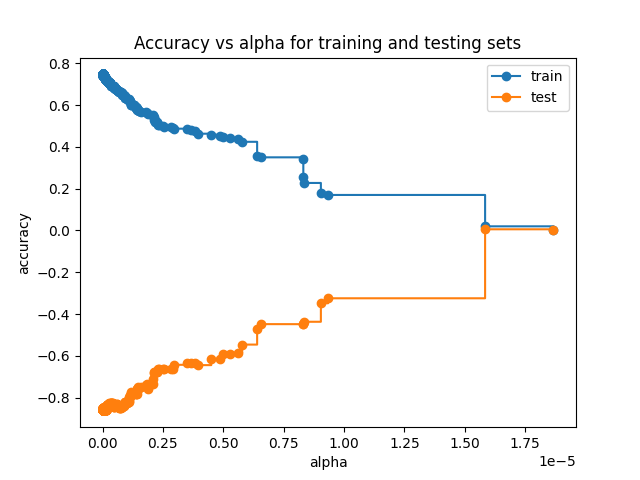 Accuracy vs alpha for training and testing sets
train
test
accuracy
0.8
0.6
0.4
0.2
0.0
−0.2
−0.4
−0.6
−0.8
0.00
0.25
0.50
0.75
1.00
1.25
1.50
1.75
1e−5
alpha